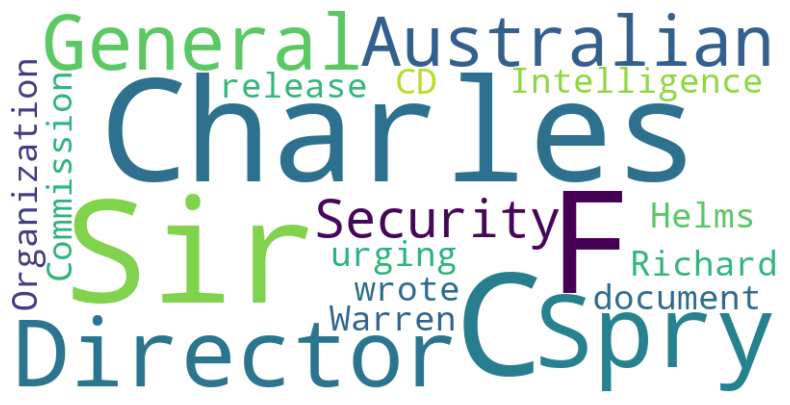 General Australian
release CD Intelligence
Charles
Organization
Commission
Sir F
Security Helms
urging Richard
wrote document
Warren
Director C Spry